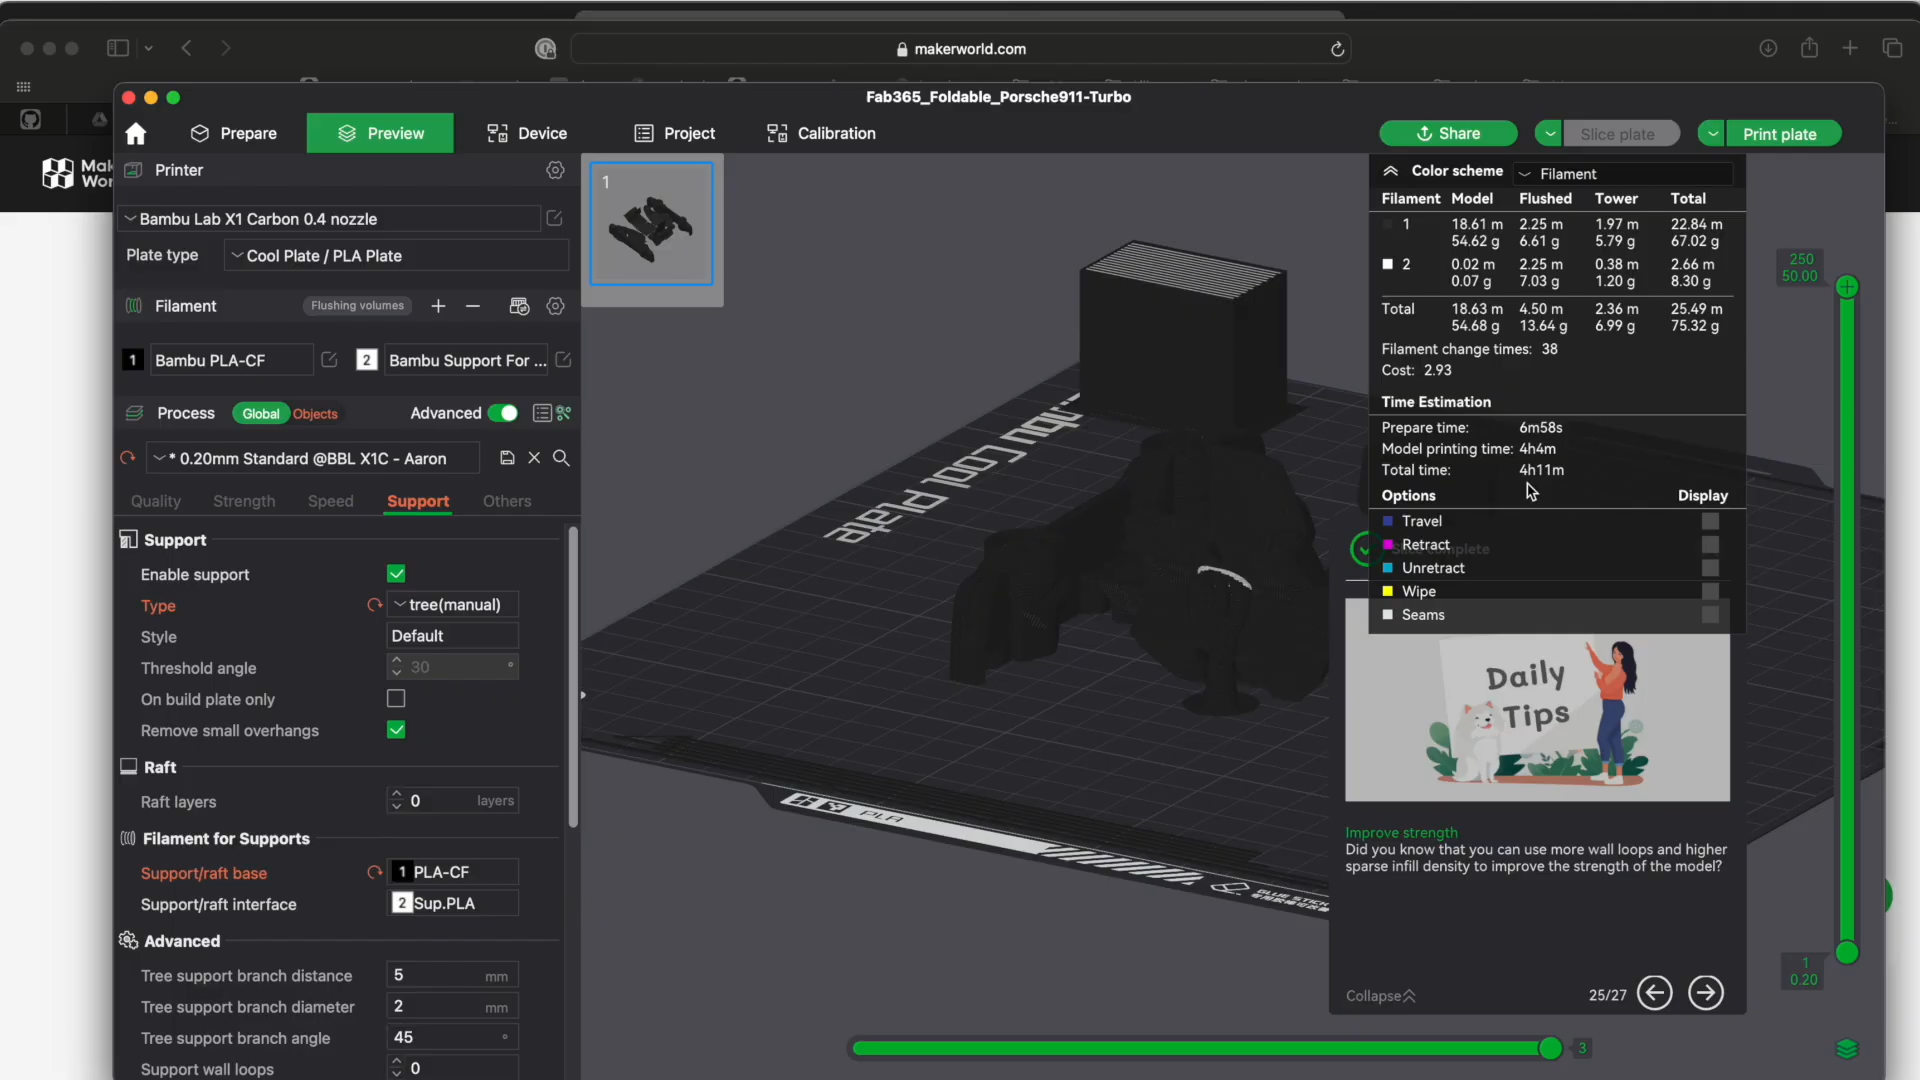 makerworld.com
Fab365_Foldable_Porsche911-Turbo
Prepare
Preview
Device
Project
Calibration
Share
Slice plate
Print plate
Printer
Bambu Lab X1 Carbon 0.4 nozzle
Plate type
Cool Plate / PLA Plate
Filament
Flushing volumes
1 Bambu PLA-CF
2 Bambu Support For ...
Process
Global
Objects
Advanced
* 0.20mm Standard @BBL X1C - Aaron
Quality
Strength
Speed
Support
Others
Support
Enable support
Type
tree(manual)
Style
Default
Threshold angle
30 °
On build plate only
Remove small overhangs
Raft
Raft layers
0 layers
Filament for Supports
Support/raft base
1 PLA-CF
Support/raft interface
2 Sup.PLA
Advanced
Tree support branch distance
5 mm
Tree support branch diameter
2 mm
Tree support branch angle
45 °
Support wall loops
0
1
Cool Plate
PLA
Color scheme
Filament
Filament Model Flushed Tower Total
1 18.61 m 2.25 m 1.97 m 22.84 m
54.62 g 6.61 g 5.79 g 67.02 g
2 0.02 m 2.25 m 0.38 m 2.66 m
0.07 g 7.03 g 1.20 g 8.30 g
Total 18.63 m 4.50 m 2.36 m 25.49 m
54.68 g 13.64 g 6.99 g 75.32 g
Filament change times: 38
Cost: 2.93
Time Estimation
Prepare time: 6m58s
Model printing time: 4h4m
Total time: 4h11m
Options Display
Travel
Retract
Unretract
Wipe
Seams
Daily
Tips
Improve strength
Did you know that you can use more wall loops and higher
sparse infill density to improve the strength of the model?
Collapse
25/27
250
50.00
1
0.20
3